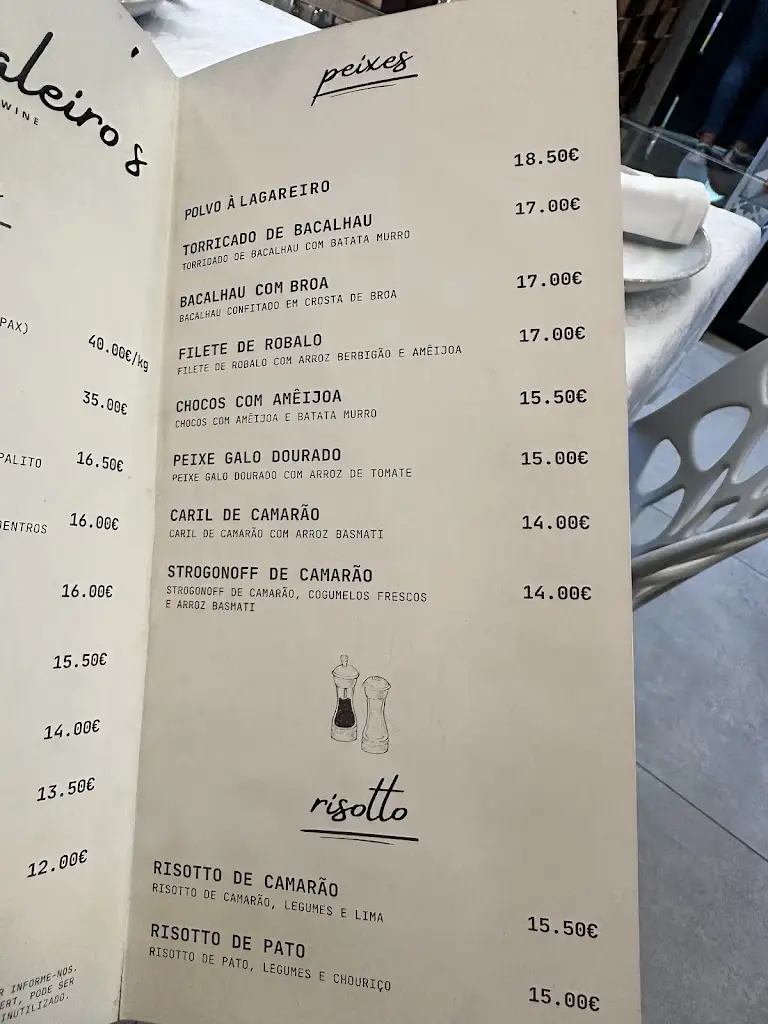 WINE
PAX)
40.00€/kg
35.00€
PALITO 16.50€
16.00€
16.00€
15.50€
14.00€
13.50€
12.00€
INFORME-NOS.
PODE SER
INUTILIZADO.
peixes
POLVO À LAGAREIRO 18.50€
TORRICADO DE BACALHAU 17.00€
TORRIDADO DE BACALHAU COM BATATA MURRO
BACALHAU COM BROA 17.00€
BACALHAU CONFITADO EM CROSTA DE BROA
FILETE DE ROBALO 17.00€
FILETE DE ROBALO COM ARROZ BERBIGÃO E AMÊIJOA
CHOCOS COM AMÊIJOA 15.50€
CHOCOS COM AMÊIJOA E BATATA MURRO
PEIXE GALO DOURADO 15.00€
PEIXE GALO DOURADO COM ARROZ DE TOMATE
CARIL DE CAMARÃO 14.00€
CARIL DE CAMARÃO COM ARROZ BASMATI
STROGONOFF DE CAMARÃO 14.00€
STROGONOFF DE CAMARÃO, COGUMELOS FRESCOS
E ARROZ BASMATI
risotto
RISOTTO DE CAMARÃO 15.50€
RISOTTO DE CAMARÃO, LEGUMES E LIMA
RISOTTO DE PATO 15.00€
RISOTTO DE PATO, LEGUMES E CHOURIÇO